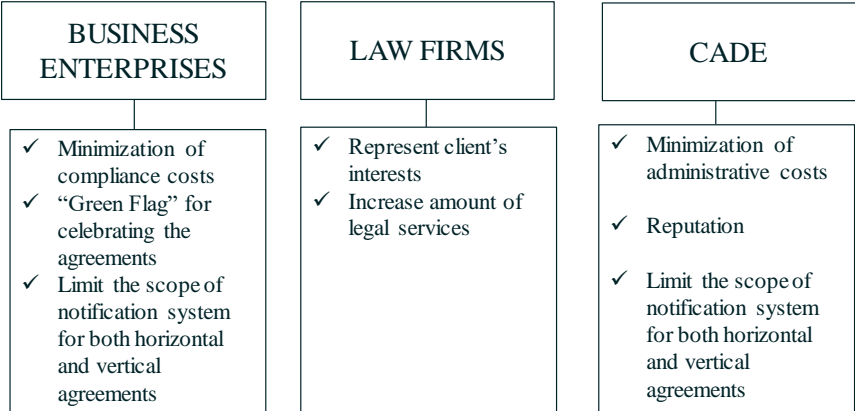 BUSINESS
ENTERPRISES
✓ Minimization of
compliance costs
✓ “Green Flag” for
celebrating the
agreements
✓ Limit the scope of
notification system
for both horizontal
and vertical
agreements
LAW FIRMS
✓ Represent client’s
interests
✓ Increase amount of
legal services
CADE
✓ Minimization of
administrative costs
✓ Reputation
✓ Limit the scope of
notification system
for both horizontal
and vertical
agreements